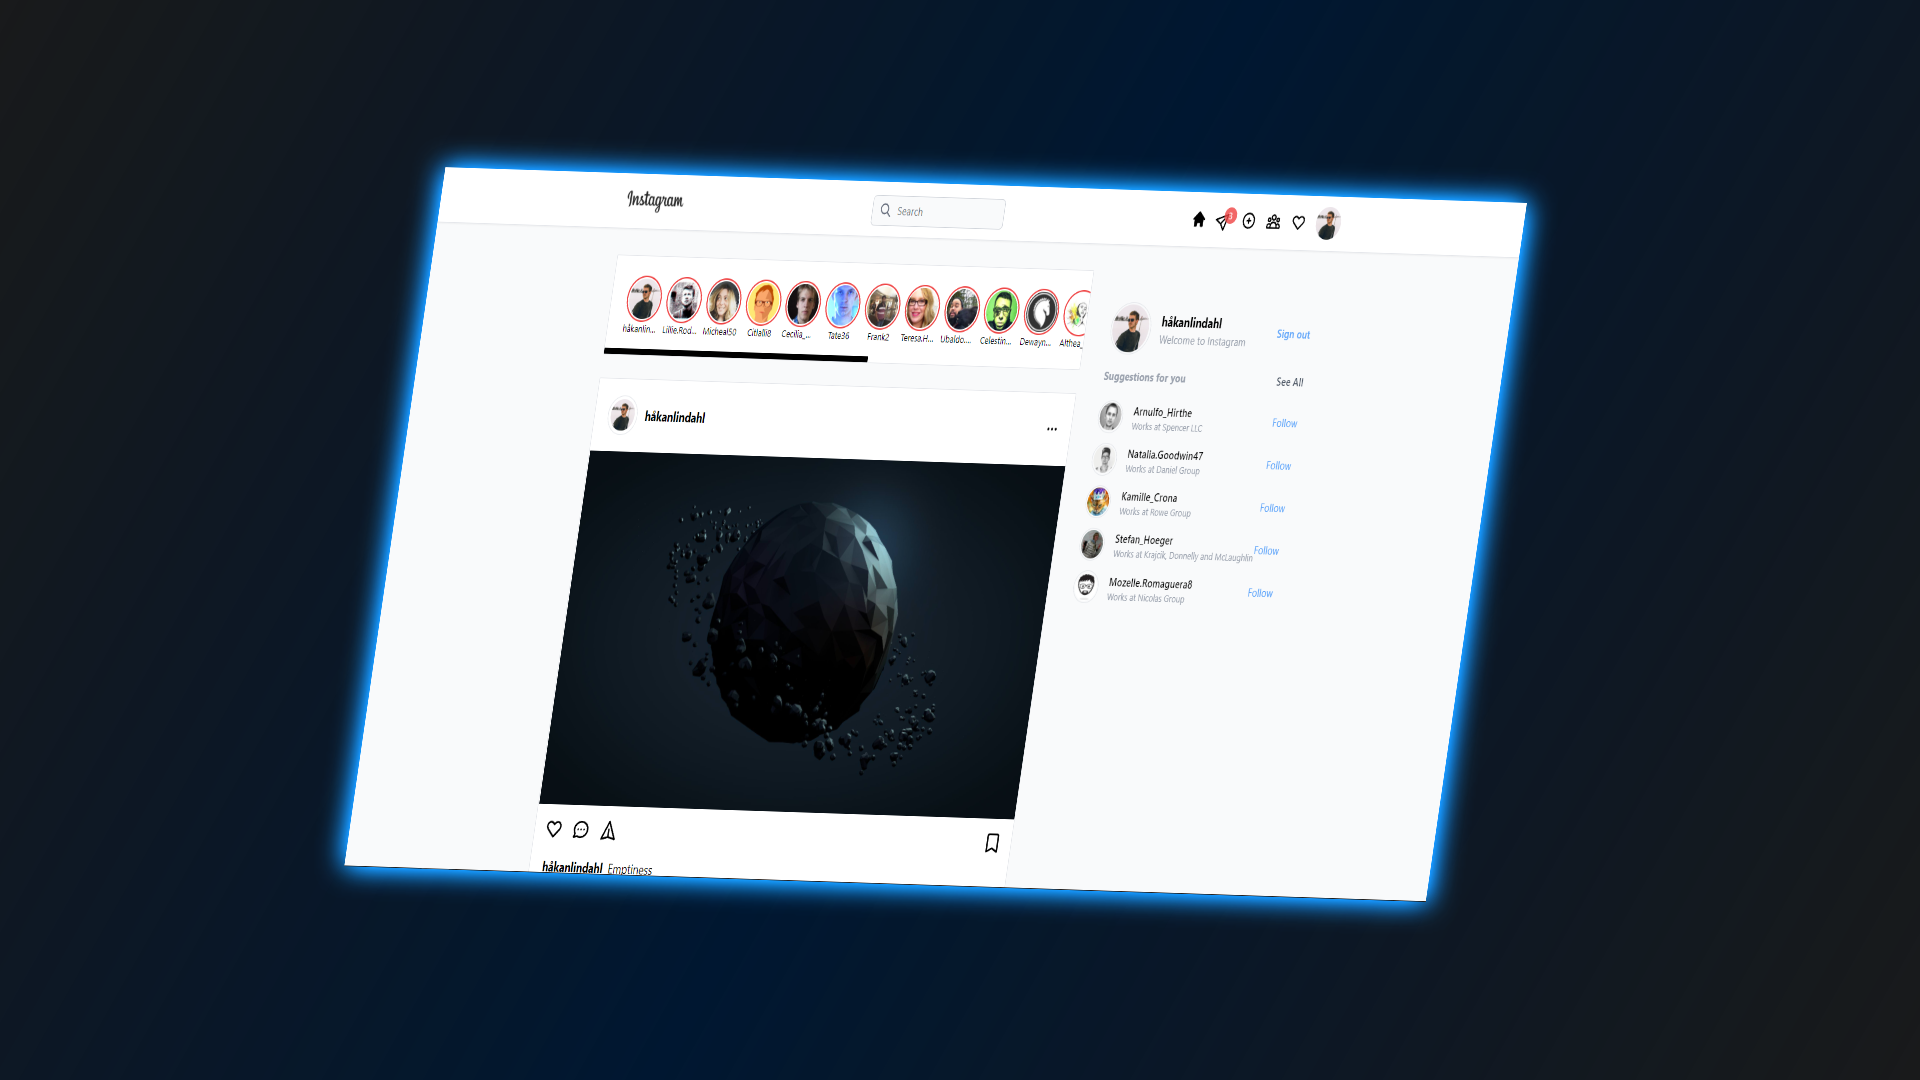 Instagram
Search
3
håkanlin... Lillie.Rod... Micheal50 Citlalli8 Cecilia_... Tate36 Frank2 Teresa.H... Ubaldo.... Celestin... Dewayn... Althea_
håkanlindahl
Welcome to Instagram
Sign out
Suggestions for you
See All
Arnulfo_Hirthe
Works at Spencer LLC
Follow
Natalia.Goodwin47
Works at Daniel Group
Follow
Kamille_Crona
Works at Rowe Group
Follow
Stefan_Hoeger
Works at Krajcik, Donnelly and McLaughlin
Follow
Mozelle.Romaguera8
Works at Nicolas Group
Follow
håkanlindahl
...
håkanlindahl Emptiness